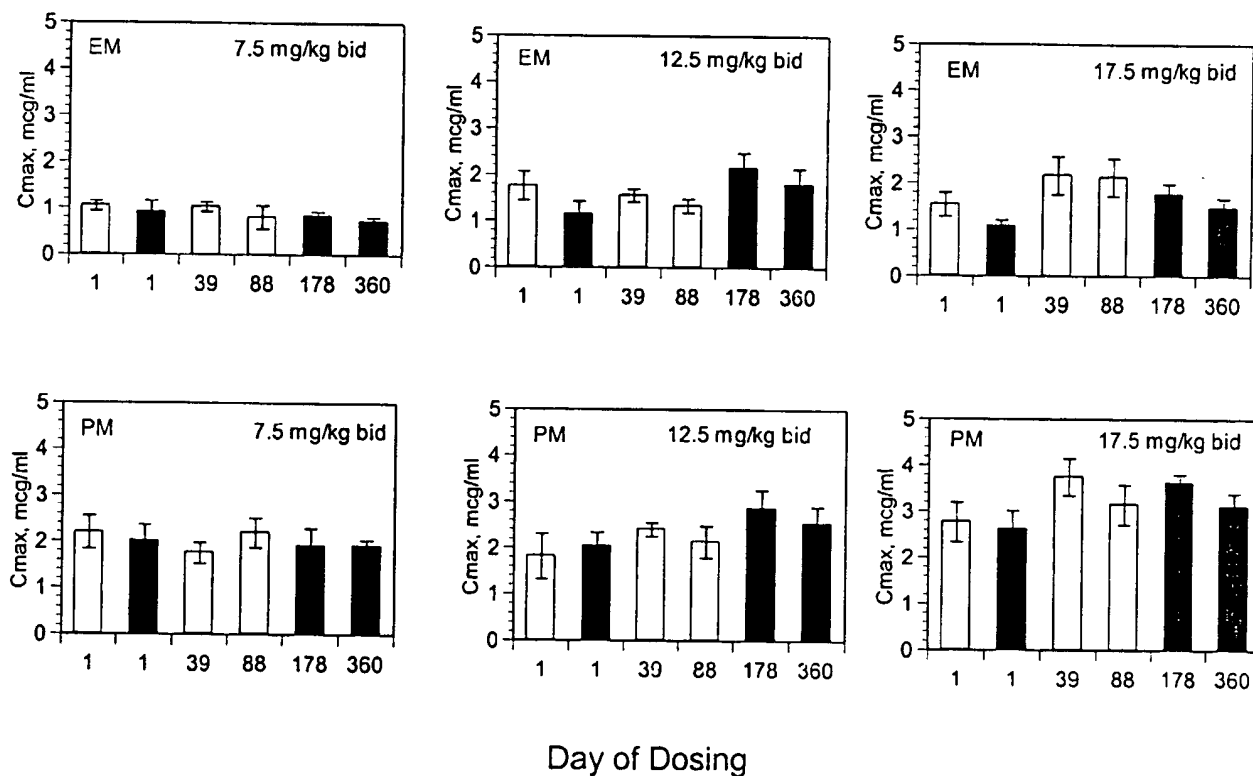 EM 7.5 mg/kg bid
Cmax, mcg/ml
5
4
3
2
1
0
1 1 39 88 178 360
EM 12.5 mg/kg bid
Cmax, mcg/ml
5
4
3
2
1
0
1 1 39 88 178 360
EM 17.5 mg/kg bid
Cmax, mcg/ml
5
4
3
2
1
0
1 1 39 88 178 360
PM 7.5 mg/kg bid
Cmax, mcg/ml
5
4
3
2
1
0
1 1 39 88 178 360
PM 12.5 mg/kg bid
Cmax, mcg/ml
5
4
3
2
1
0
1 1 39 88 178 360
PM 17.5 mg/kg bid
Cmax, mcg/ml
5
4
3
2
1
0
1 1 39 88 178 360
Day of Dosing